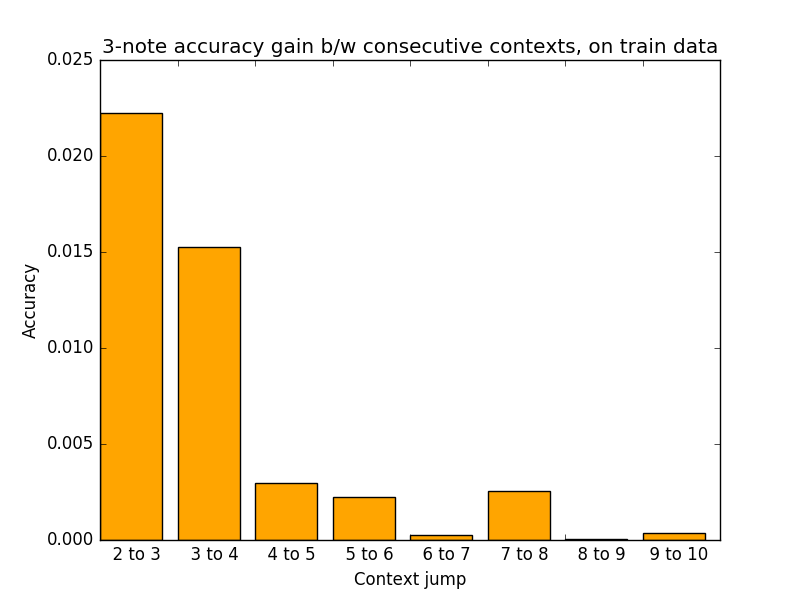 3-note accuracy gain b/w consecutive contexts, on train data
0.025
0.020
0.015
0.010
0.005
0.000
Accuracy
2 to 3 3 to 4 4 to 5 5 to 6 6 to 7 7 to 8 8 to 9 9 to 10
Context jump